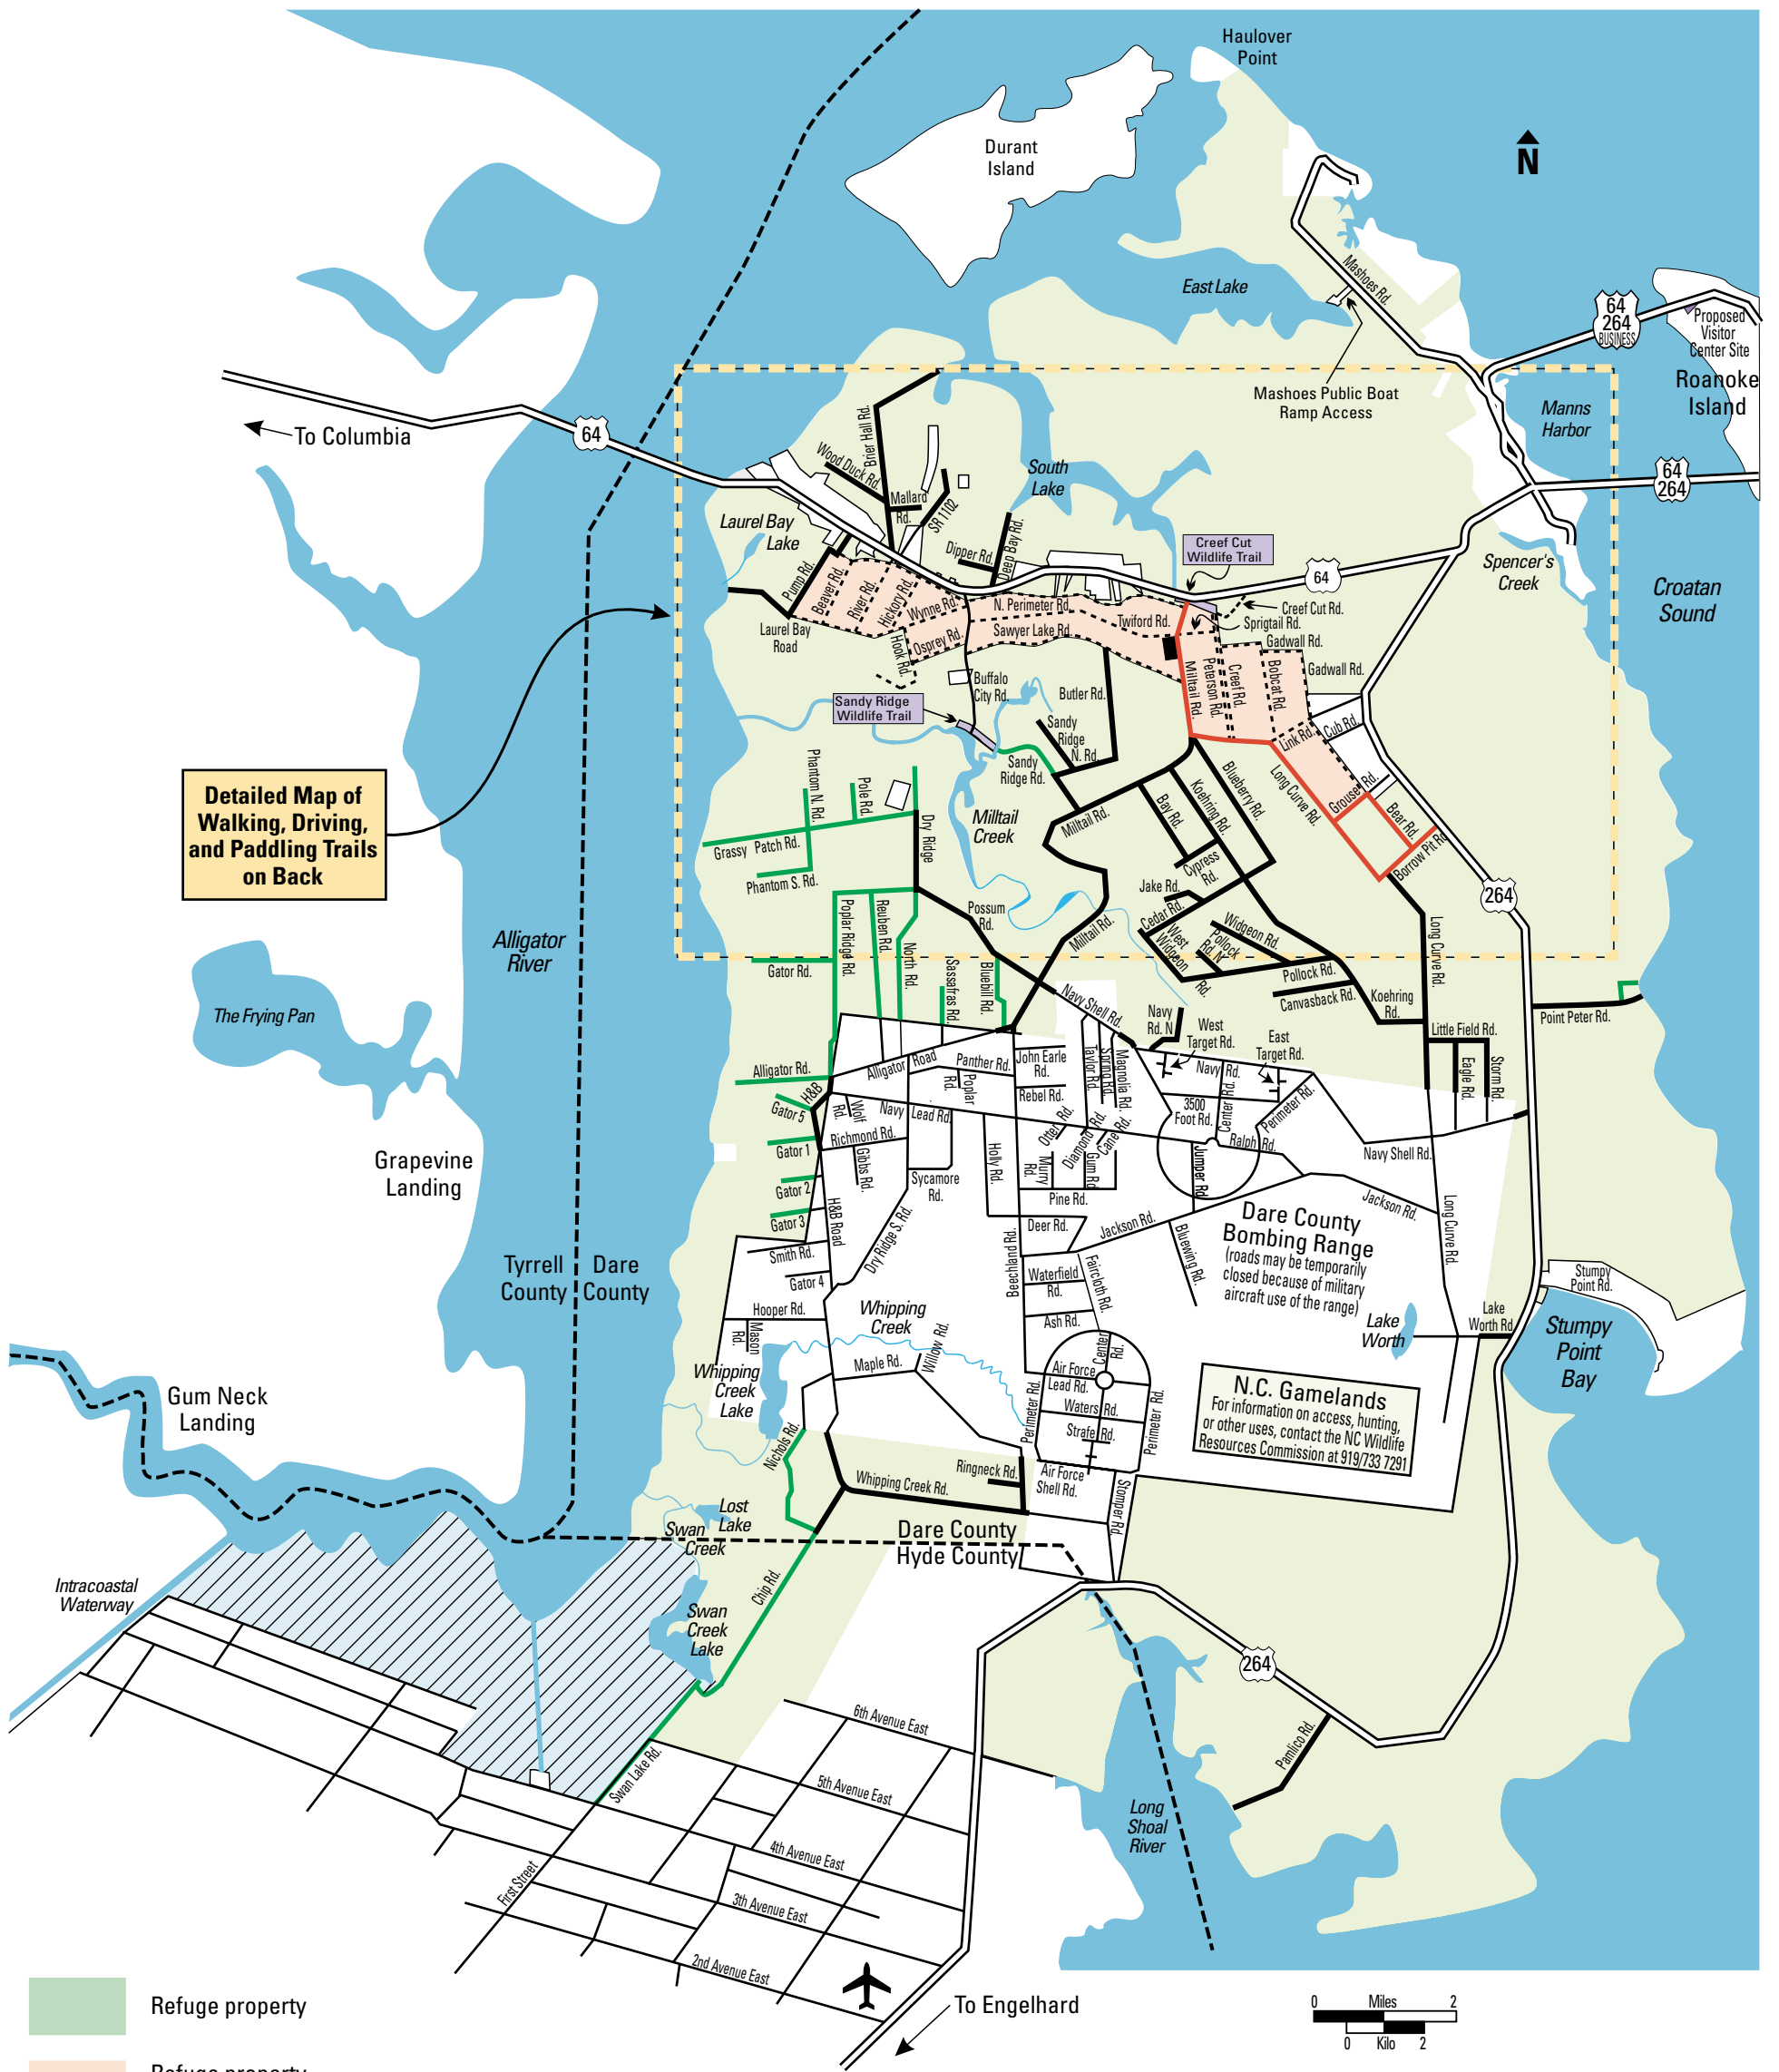 Haulover
Point
Durant
Island
N
Mashoes Rd.
East Lake
64
264
BUSINESS
Proposed
Visitor
Center Site
Roanoke
Island
Mashoes Public Boat
Ramp Access
Manns
Harbor
To Columbia
64
Brier Hall Rd.
Wood Duck Rd.
Mallard
Rd.
SR 1102
South
Lake
64
264
Laurel Bay
Lake
Dipper Rd.
Deep Bay Rd.
Creef Cut
Wildlife Trail
64
Spencer's
Creek
Croatan
Sound
Pump Rd.
Beaver Rd.
River Rd.
Hickory Rd.
Wynne Rd.
N. Perimeter Rd.
Twiford Rd.
Creef Cut Rd.
Sprigtail Rd.
Gadwall Rd.
Laurel Bay
Road
Hook Rd.
Osprey Rd.
Sawyer Lake Rd.
Gadwall Rd.
Milltail Rd.
Peterson Rd.
Creef Rd.
Bobcat Rd.
Buffalo
City Rd.
Butler Rd.
Sandy Ridge
Wildlife Trail
Sandy
Ridge
N. Rd.
Link Rd.
Cub Rd.
Sandy
Ridge Rd.
Phantom N. Rd.
Pole Rd.
Blueberry Rd.
Long Curve Rd.
Grouse Rd.
Bear Rd.
Borrow Pit Rd.
Detailed Map of
Walking, Driving,
and Paddling Trails
on Back
Milltail
Creek
Milltail Rd.
Bay Rd.
Koehring Rd.
Cypress
Rd.
Grassy Patch Rd.
Dry Ridge
Phantom S. Rd.
264
Jake Rd.
Cedar Rd.
Possum
Rd.
Milltail Rd.
Poplar Ridge Rd.
Reuben Rd.
North Rd.
West
Widgeon
Rd.
Pollock
Rd. N
Widgeon Rd.
Long Curve Rd.
Alligator
River
Gator Rd.
Sassafras Rd.
Bluebill Rd.
Pollock Rd.
Canvasback Rd.
Koehring
Rd.
The Frying Pan
Navy Shell Rd.
Navy
Rd. N
West
Target Rd.
East
Target Rd.
Point Peter Rd.
Little Field Rd.
Eagle Rd.
Storm Rd.
Alligator Road
Panther Rd.
John Earle
Rd.
Taylor Rd.
Spring Rd.
Magnolia Rd.
Navy Rd.
Alligator Rd.
H&B
Poplar
Rd.
Rebel Rd.
3500
Foot Rd.
Center Rd.
Perimeter Rd.
Gator 5
Wolf
Rd.
Navy
Lead Rd.
Otter Rd.
Diamond Rd.
Cane Rd.
Ralph Rd.
Navy Shell Rd.
Gator 1
Richmond Rd.
Gibbs Rd.
Holly Rd.
Murry
Rd.
Gum Rd.
Jumper Rd.
Grapevine
Landing
Gator 2
Sycamore
Rd.
Pine Rd.
Jackson Rd.
Long Curve Rd.
Gator 3
H&B Road
Dry Ridge S. Rd.
Deer Rd.
Jackson Rd.
Dare County
Bombing Range
(roads may be temporarily
closed because of military
aircraft use of the range)
Smith Rd.
Beechland Rd.
Faircloth Rd.
Bluewing Rd.
Tyrrell
County
Dare
County
Gator 4
Waterfield
Rd.
Stumpy
Point Rd.
Hooper Rd.
Whipping
Creek
Ash Rd.
Lake
Worth
Lake
Worth Rd.
Stumpy
Point
Bay
Mason
Rd.
Maple Rd.
Willow Rd.
Center
Rd.
Whipping
Creek
Lake
Air Force
Lead Rd.
N.C. Gamelands
For information on access, hunting,
or other uses, contact the NC Wildlife
Resources Commission at 919/733 7291
Gum Neck
Landing
Perimeter Rd.
Waters Rd.
Strafe Rd.
Perimeter Rd.
Nichols Rd.
Ringneck Rd.
Air Force
Shell Rd.
Whipping Creek Rd.
Stomper Rd.
Lost
Lake
Swan
Creek
Dare County
Hyde County
Intracoastal
Waterway
Chip Rd.
Swan
Creek
Lake
264
6th Avenue East
Pamlico Rd.
Swan Lake Rd.
5th Avenue East
Long
Shoal
River
4th Avenue East
First Street
3th Avenue East
2nd Avenue East
Refuge property
To Engelhard
0 Miles 2
0 Kilo 2
Refuge property